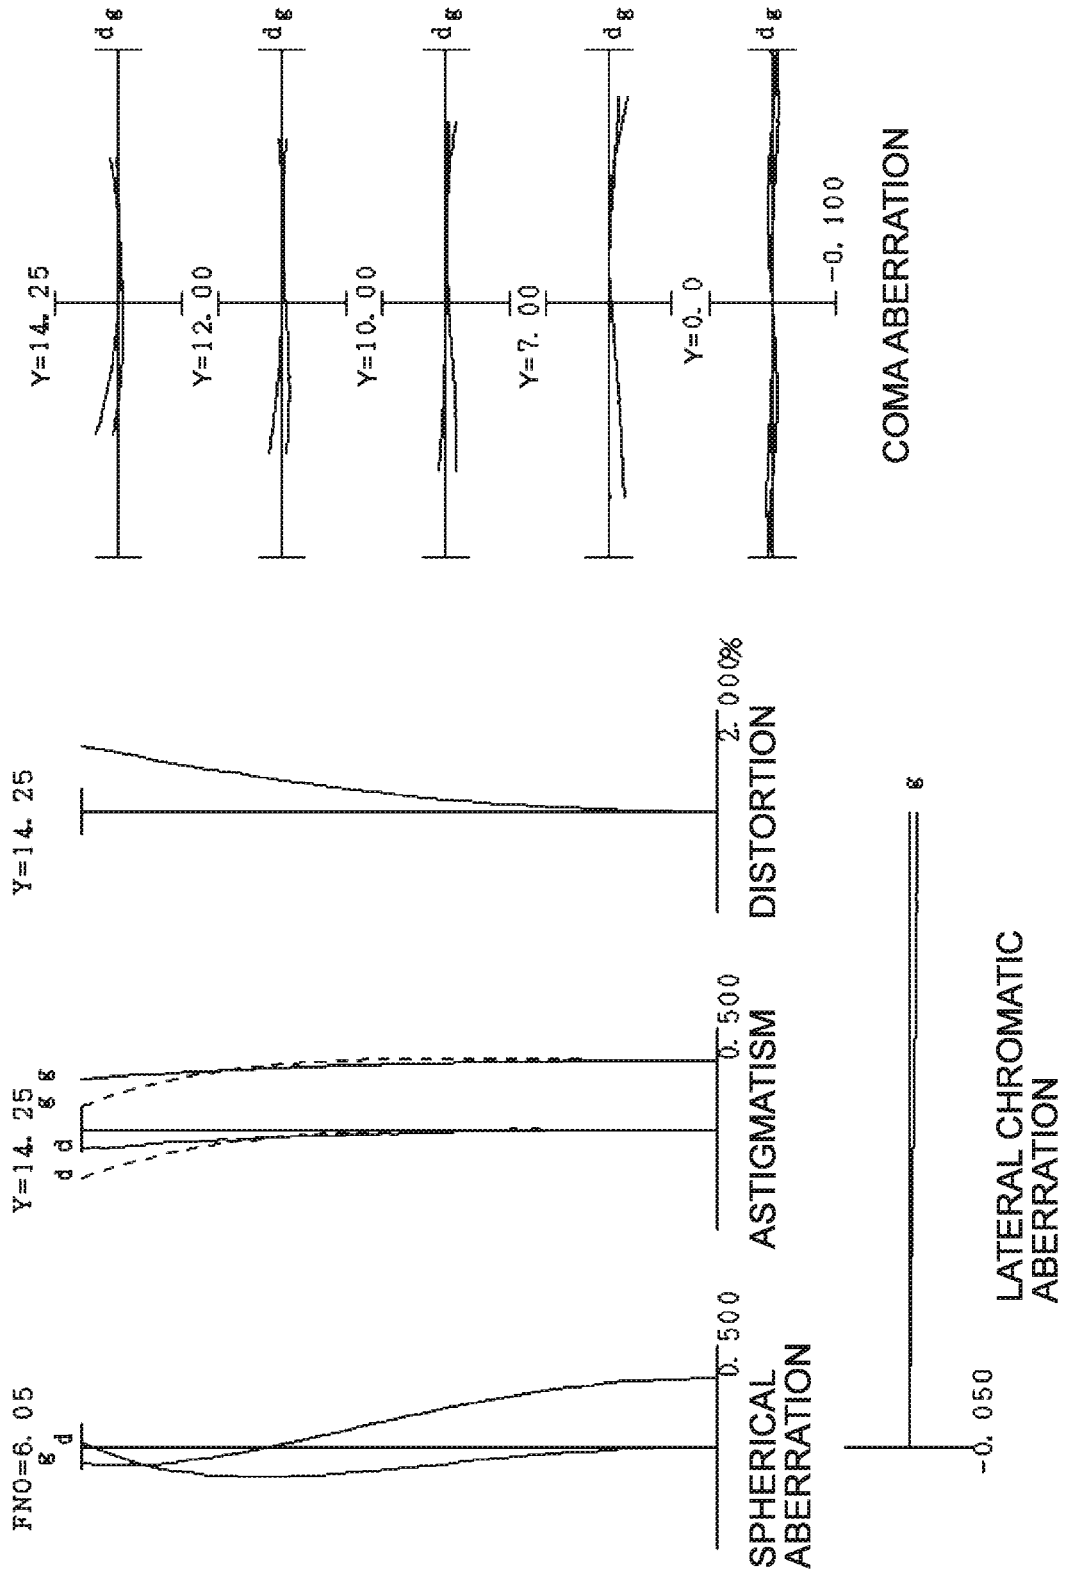 FNO=6. 05
g d
0. 500
SPHERICAL
ABERRATION
Y=14. 25
d d g g
0. 500
ASTIGMATISM
Y=14. 25
2. 000%
DISTORTION
Y=14. 25
d g
Y=12. 00
d g
Y=10. 00
d g
Y=7. 00
d g
Y=0. 0
d g
-0. 100
COMA ABERRATION
g
-0. 050
LATERAL CHROMATIC
ABERRATION